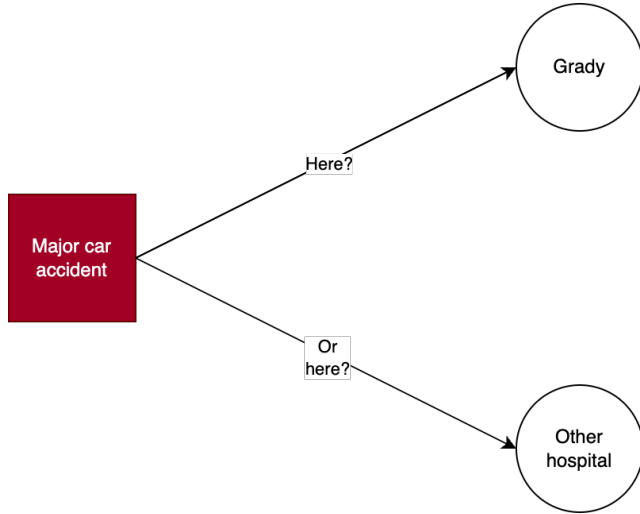 Grady
Here?
Major car
accident
Or
here?
Other
hospital